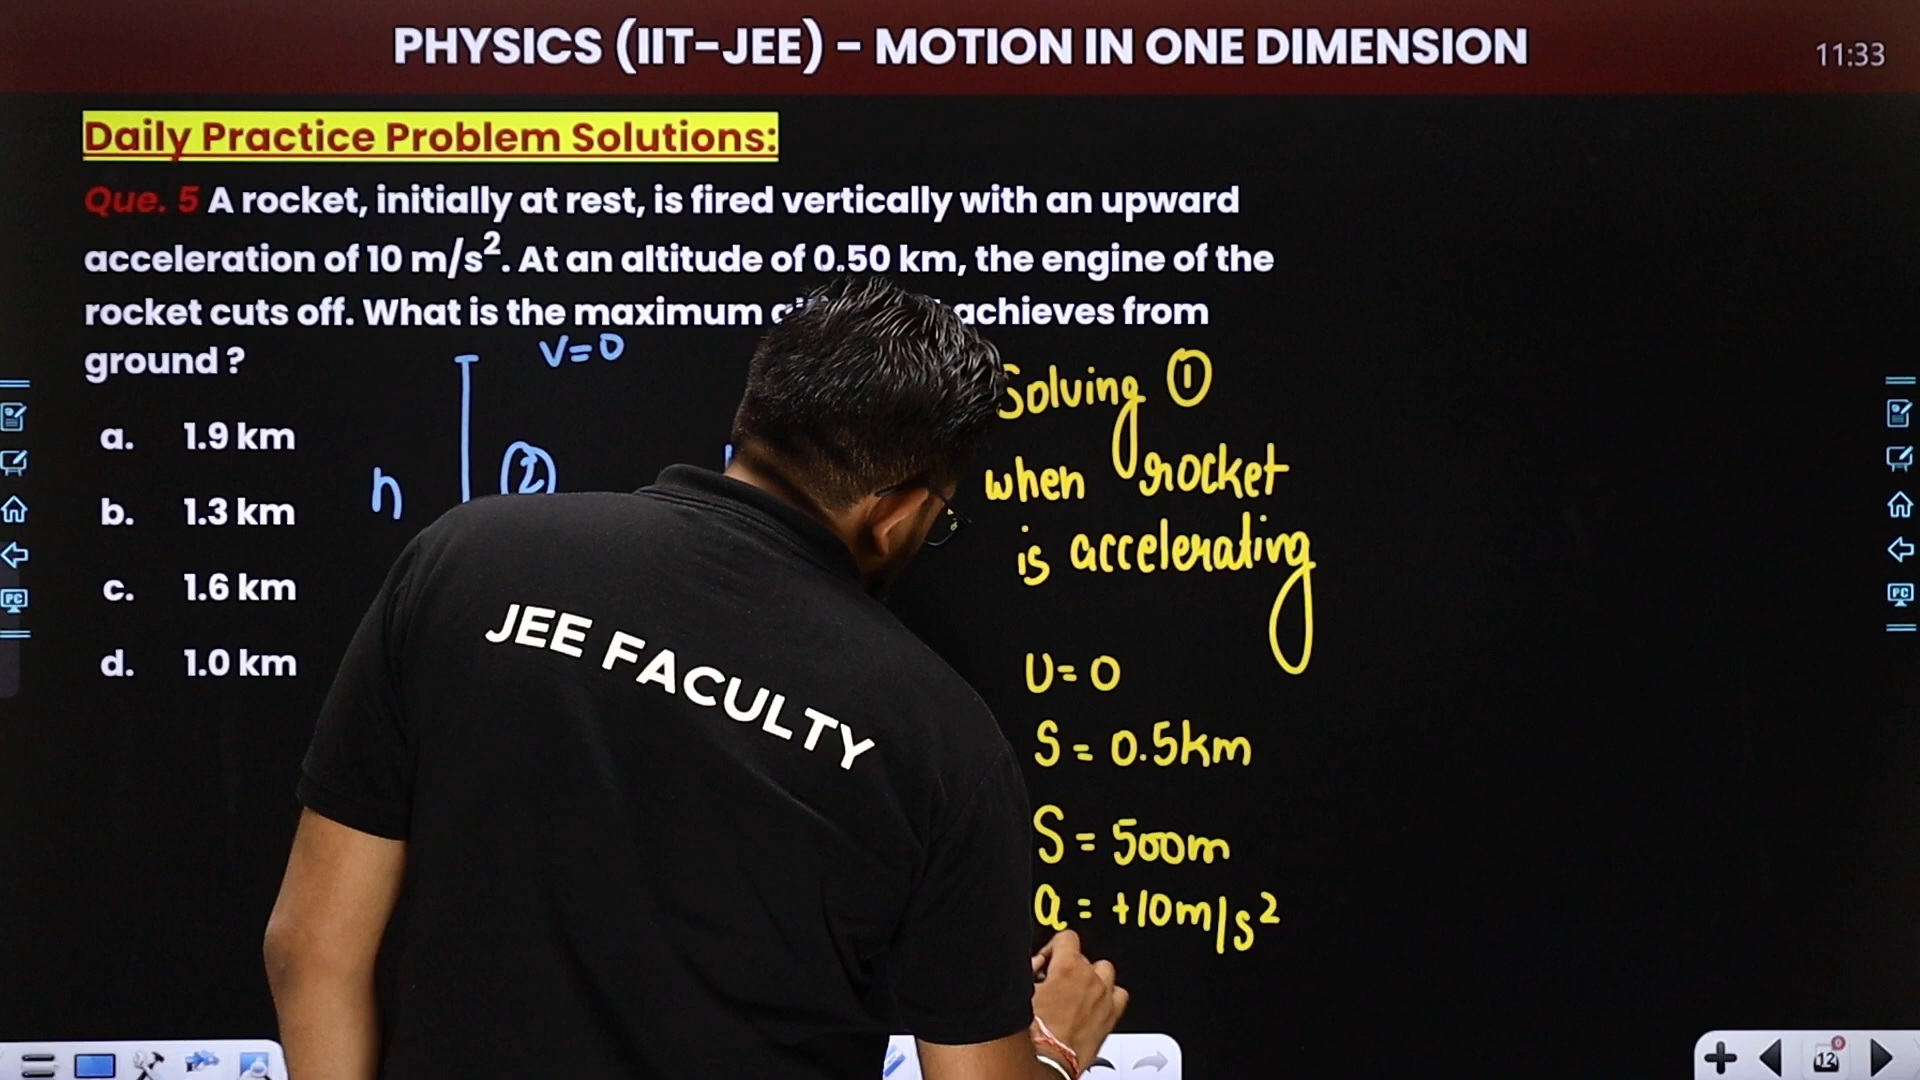 PHYSICS (IIT-JEE) - MOTION IN ONE DIMENSION
11:33
Daily Practice Problem Solutions:
Que. 5 A rocket, initially at rest, is fired vertically with an upward
acceleration of 10 m/s². At an altitude of 0.50 km, the engine of the
rocket cuts off. What is the maximum achieves from
ground ?
a. 1.9 km
b. 1.3 km
c. 1.6 km
d. 1.0 km
v=0
h
②
Solving ①
when rocket
is accelerating
U=0
S = 0.5km
S = 500m
a = +10m/s²
JEE FACULTY
PC
PC
12
0